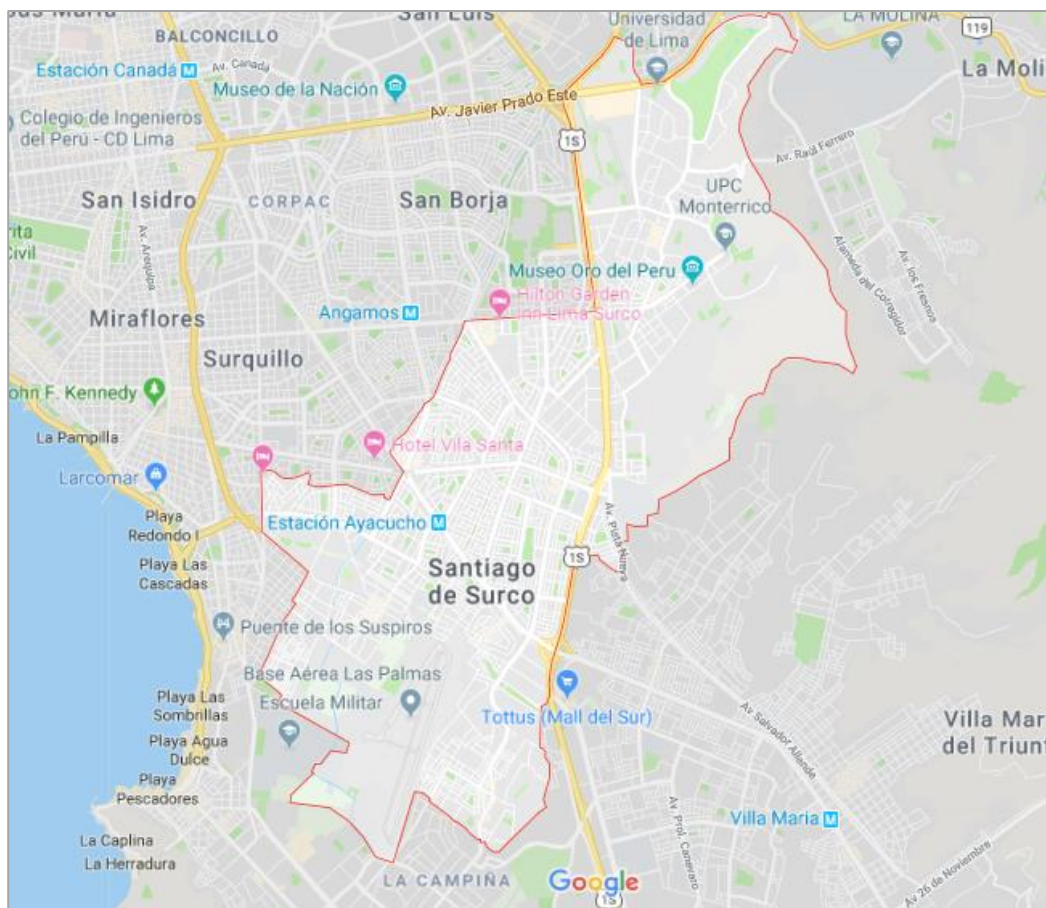 San Luis
Universidad
de Lima
LA MOLINA
119
BALCONCILLO
Estación Canadá M
Av. Canadá
Museo de la Nación
La Moli
Av. Javier Prado Este
Colegio de Ingenieros
del Perú - CD Lima
1S
Av. Raúl Ferrero
San Isidro
CORPAC
San Borja
UPC
Monterrico
Av. Arequipa
Civil
Museo Oro del Peru
Alameda del Corregidor
Av. los Fresnos
Hilton Garden
Inn Lima Surco
Angamos M
Miraflores
Surquillo
ohn F. Kennedy
La Pampilla
Hotel Vila Santa
Larcomar
Playa
Redondo I
Estación Ayacucho M
Av. Pista Nueva
1S
Playa Las
Cascadas
Santiago
de Surco
Puente de los Suspiros
Base Aérea Las Palmas
Escuela Militar
Playa Las
Sombrillas
Tottus (Mall del Sur)
Av Salvador Allende
Villa Mar
del Triunf
Playa Agua
Dulce
Playa
Pescadores
Villa Maria M
Av. Prol. Canevaro
La Caplina
La Herradura
LA CAMPIÑA
Google
1S
Av 26 de Noviembre